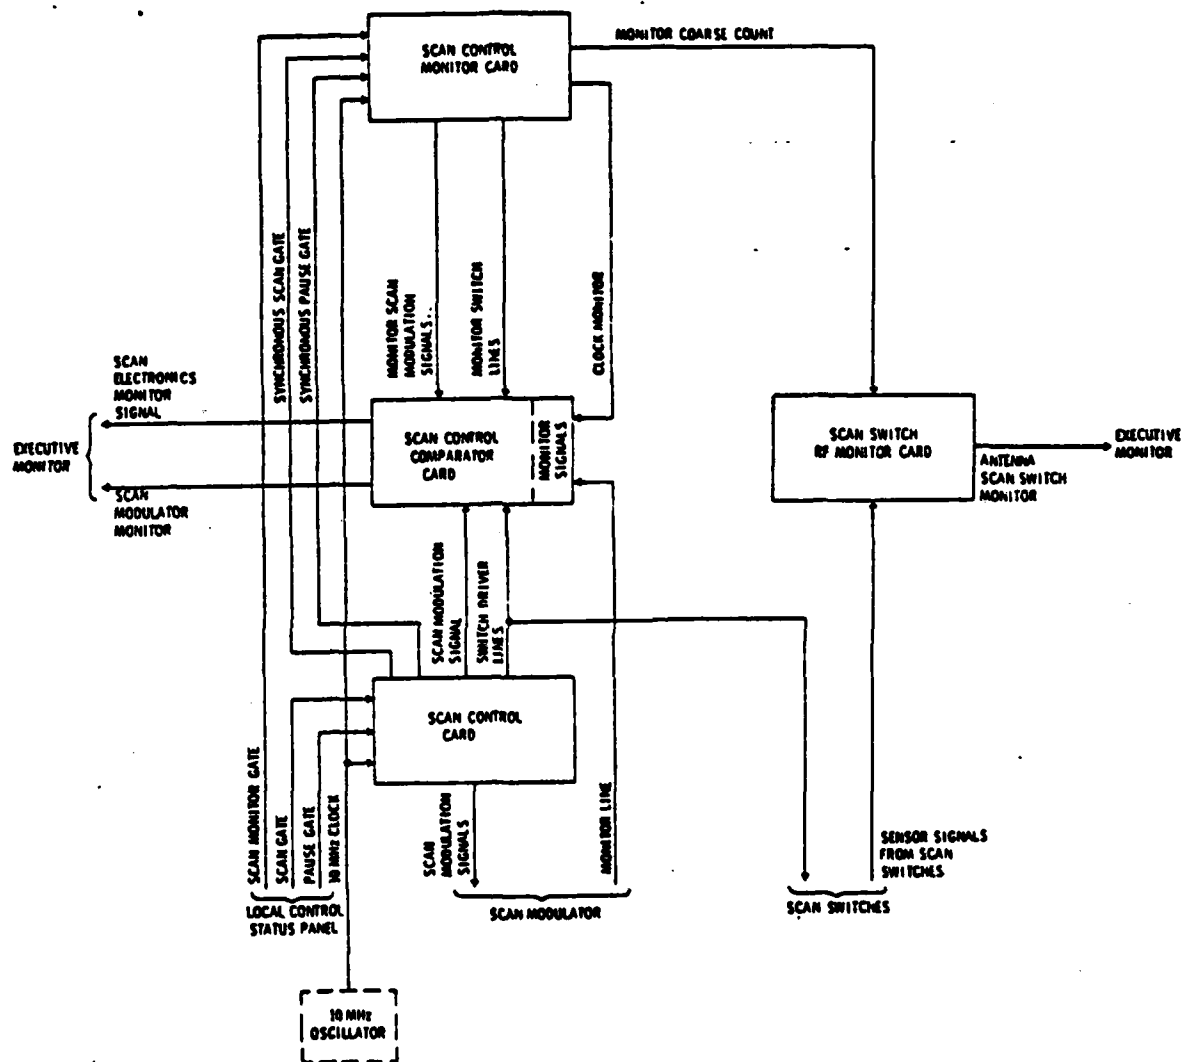 MONITOR COARSE COUNT
SCAN CONTROL
MONITOR CARD
SYNCHRONOUS SCAN GATE
SYNCHRONOUS PAUSE GATE
MONITOR SCAN
MODULATION
SIGNALS..
MONITOR SWITCH
LINES
CLOCK MONITOR
SCAN
ELECTRONICS
MONITOR
SIGNAL
EXECUTIVE
MONITOR
SCAN
MODULATOR
MONITOR
SCAN CONTROL
COMPARATOR
CARD
MONITOR
SIGNALS
SCAN SWITCH
RF MONITOR CARD
EXECUTIVE
MONITOR
ANTENNA
SCAN SWITCH
MONITOR
SCAN MODULATION
SIGNAL
SWITCH DRIVER
LINES
SCAN CONTROL
CARD
SCAN MONITOR GATE
SCAN GATE
PAUSE GATE
10 MHz CLOCK
SCAN
MODULATION
SIGNALS
MONITOR LINE
SENSOR SIGNALS
FROM SCAN
SWITCHES
LOCAL CONTROL
STATUS PANEL
SCAN MODULATOR
SCAN SWITCHES
10 MHz
OSCILLATOR